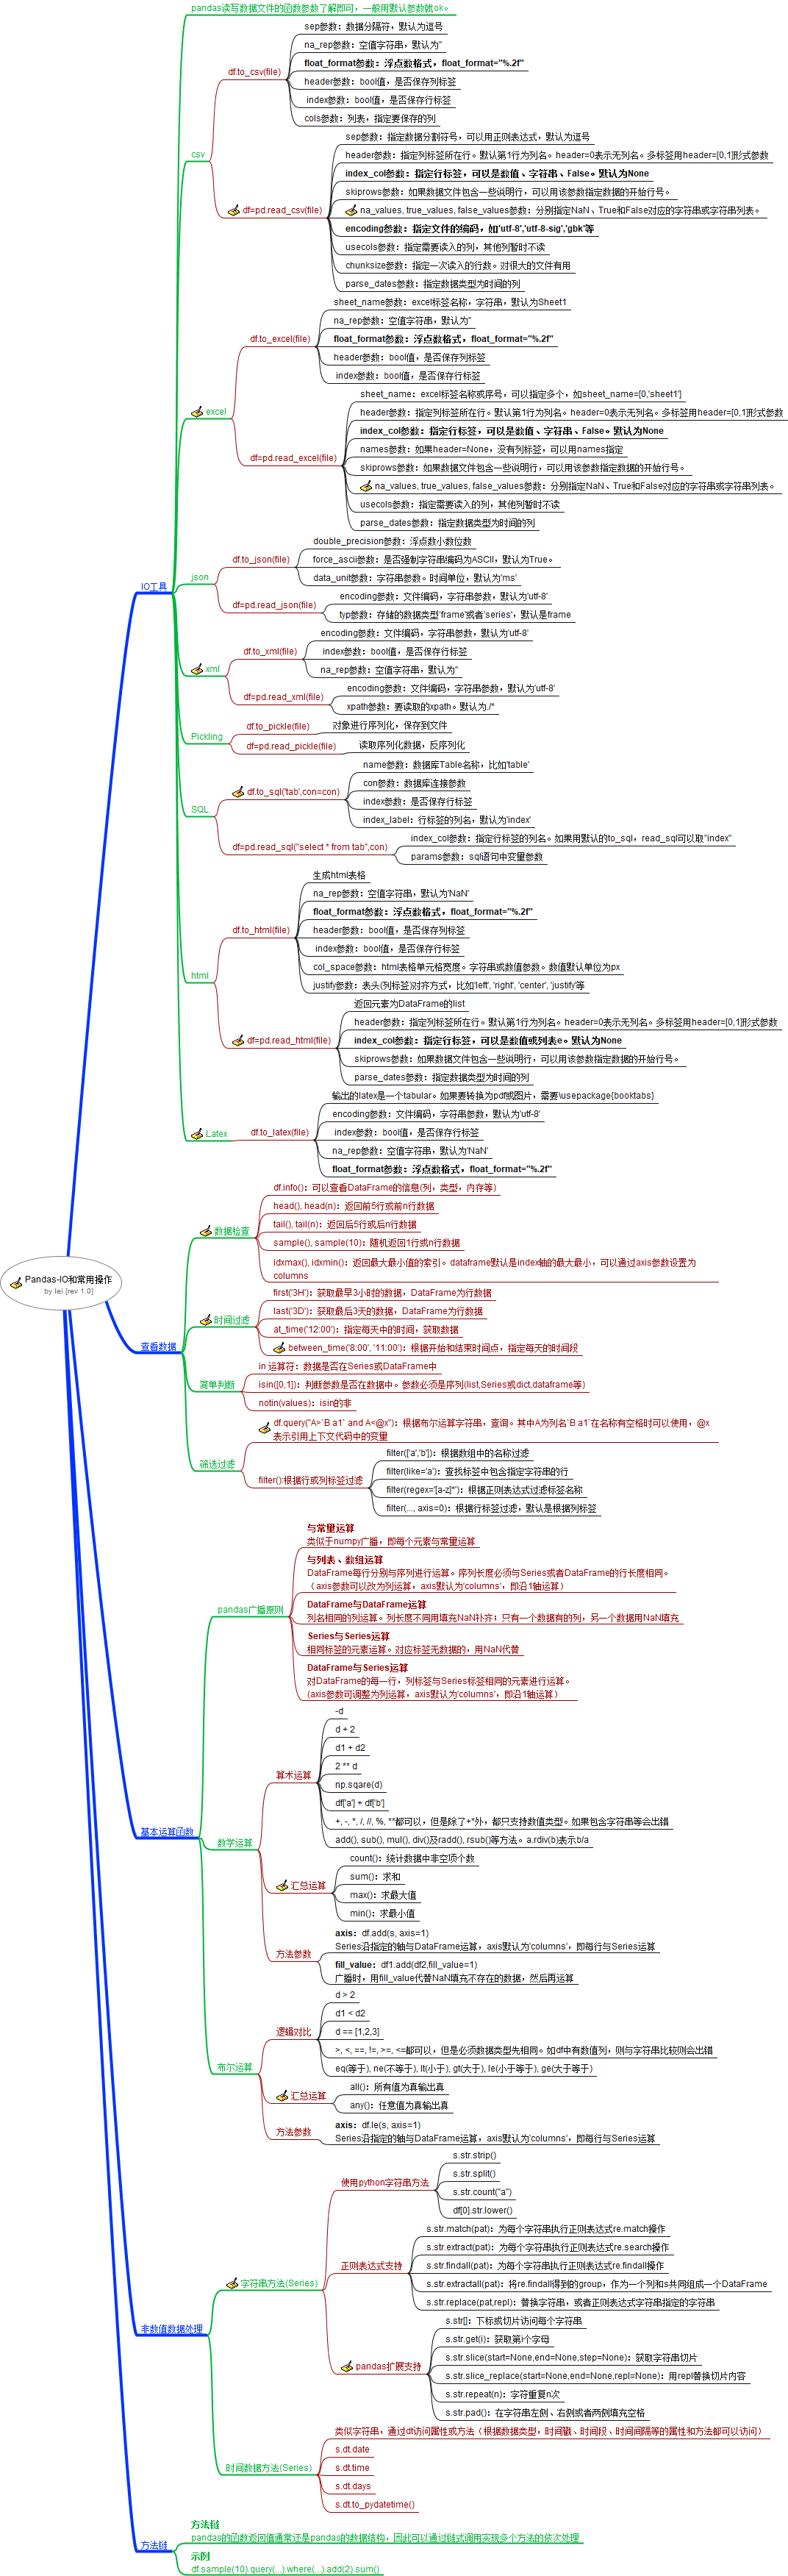 pandas读写数据文件的函数参数了解即可，一般用默认参数就ok。
sep参数：数据分隔符，默认为逗号
na_rep参数：空值字符串，默认为''
df.to_csv(file)
float_format参数：浮点数格式，float_format="%.2f"
header参数：bool值，是否保存列标签
index参数：bool值，是否保存行标签
cols参数：列表，指定要保存的列
csv
sep参数：指定数据分割符号，可以用正则表达式，默认为逗号
header参数：指定列标签所在行。默认第1行为列名。header=0表示无列名。多标签用header=[0,1]形式参数
index_col参数：指定行标签，可以是数值、字符串、False。默认为None
skiprows参数：如果数据文件包含一些说明行，可以用该参数指定数据的开始行号。
df=pd.read_csv(file)
na_values, true_values, false_values参数：分别指定NaN、True和False对应的字符串或字符串列表。
encoding参数：指定文件的编码，如'utf-8','utf-8-sig','gbk'等
usecols参数：指定需要读入的列，其他列暂时不读
chunksize参数：指定一次读入的行数。对很大的文件有用
parse_dates参数：指定数据类型为时间的列
sheet_name参数：excel标签名称，字符串，默认为Sheet1
na_rep参数：空值字符串，默认为''
df.to_excel(file)
float_format参数：浮点数格式，float_format="%.2f"
header参数：bool值，是否保存列标签
index参数：bool值，是否保存行标签
excel
sheet_name：excel标签名称或序号，可以指定多个，如sheet_name=[0,'sheet1']
header参数：指定列标签所在行。默认第1行为列名。header=0表示无列名。多标签用header=[0,1]形式参数
index_col参数：指定行标签，可以是数值、字符串、False。默认为None
names参数：如果header=None，没有列标签，可以用names指定
df=pd.read_excel(file)
skiprows参数：如果数据文件包含一些说明行，可以用该参数指定数据的开始行号。
na_values, true_values, false_values参数：分别指定NaN、True和False对应的字符串或字符串列表。
usecols参数：指定需要读入的列，其他列暂时不读
parse_dates参数：指定数据类型为时间的列
IO工具
json
df.to_json(file)
double_precision参数：浮点数小数位数
force_ascii参数：是否强制字符串编码为ASCII，默认为True。
data_unit参数：字符串参数。时间单位，默认为'ms'
df=pd.read_json(file)
encoding参数：文件编码，字符串参数，默认为'utf-8'
typ参数：存储的数据类型'frame'或者'series'，默认是frame
xml
df.to_xml(file)
encoding参数：文件编码，字符串参数，默认为'utf-8'
index参数：bool值，是否保存行标签
na_rep参数：空值字符串，默认为''
df=pd.read_xml(file)
encoding参数：文件编码，字符串参数，默认为'utf-8'
xpath参数：要读取的xpath。默认为./*
Pickling
df.to_pickle(file)
对象进行序列化，保存到文件
df=pd.read_pickle(file)
读取序列化数据，反序列化
SQL
df.to_sql('tab',con=con)
name参数：数据库Table名称，比如'table'
con参数：数据库连接参数
index参数：是否保存行标签
index_label：行标签的列名，默认为'index'
df=pd.read_sql("select * from tab",con)
index_col参数：指定行标签的列名。如果用默认的to_sql，read_sql可以取"index"
params参数：sql语句中变量参数
html
df.to_html(file)
生成html表格
na_rep参数：空值字符串，默认为'NaN'
float_format参数：浮点数格式，float_format="%.2f"
header参数：bool值，是否保存列标签
index参数：bool值，是否保存行标签
col_space参数：html表格单元格宽度。字符串或数值参数。数值默认单位为px
justify参数：表头(列标签)对齐方式，比如'left', 'right', 'center', 'justify'等
df=pd.read_html(file)
返回元素为DataFrame的list
header参数：指定列标签所在行。默认第1行为列名。header=0表示无列名。多标签用header=[0,1]形式参数
index_col参数：指定行标签，可以是数值或列表e。默认为None
skiprows参数：如果数据文件包含一些说明行，可以用该参数指定数据的开始行号。
parse_dates参数：指定数据类型为时间的列
Latex
df.to_latex(file)
输出的latex是一个tabular。如果要转换为pdf或图片，需要\usepackage{booktabs}
encoding参数：文件编码，字符串参数，默认为'utf-8'
index参数：bool值，是否保存行标签
na_rep参数：空值字符串，默认为'NaN'
float_format参数：浮点数格式，float_format="%.2f"
Pandas-IO和常用操作
by lei [rev 1.0]
查看数据
数据检查
df.info()：可以查看DataFrame的信息(列，类型，内存等)
head(), head(n)：返回前5行或前n行数据
tail(), tail(n)：返回后5行或后n行数据
sample(), sample(10)：随机返回1行或n行数据
idxmax(), idxmin()：返回最大最小值的索引。dataframe默认是index轴的最大最小，可以通过axis参数设置为
columns
时间过滤
first('3H')：获取最早3小时的数据，DataFrame为行数据
last('3D')：获取最后3天的数据，DataFrame为行数据
at_time('12:00')：指定每天中的时间，获取数据
between_time('8:00', '11:00')：根据开始和结束时间点，指定每天的时间段
简单判断
in 运算符：数据是否在Series或DataFrame中
isin([0,1])：判断参数是否在数据中。参数必须是序列(list,Series或dict,dataframe等)
notin(values)：isin的非
筛选过滤
df.query("A>`B a1` and A<@x")：根据布尔运算字符串，查询。其中A为列名`B a1`在名称有空格时可以使用，@x
表示引用上下文代码中的变量
filter():根据行或列标签过滤
filter(['a','b'])：根据数组中的名称过滤
filter(like='a')：查找标签中包含指定字符串的行
filter(regex='[a-z]*')：根据正则表达式过滤标签名称
filter(..., axis=0)：根据行标签过滤，默认是根据列标签
基本运算函数
pandas广播原则
与常量运算
类似于numpy广播，即每个元素与常量运算
与列表、数组运算
DataFrame每行分别与序列进行运算。序列长度必须与Series或者DataFrame的行长度相同。
（axis参数可以改为列运算，axis默认为'columns'，即沿1轴运算）
DataFrame与DataFrame运算
列名相同的列运算。列长度不同用填充NaN补齐；只有一个数据有的列，另一个数据用NaN填充
Series与Series运算
相同标签的元素运算。对应标签无数据的，用NaN代替
DataFrame与Series运算
对DataFrame的每一行，列标签与Series标签相同的元素进行运算。
(axis参数可调整为列运算，axis默认为'columns'，即沿1轴运算）
数学运算
算术运算
-d
d + 2
d1 + d2
2 ** d
np.sqare(d)
df['a'] + df['b']
+, -, *, /, //, %, **都可以，但是除了+*外，都只支持数值类型。如果包含字符串等会出错
add(), sub(), mul(), div()及radd(), rsub()等方法。a.rdiv(b)表示b/a
汇总运算
count()：统计数据中非空项个数
sum()：求和
max()：求最大值
min()：求最小值
方法参数
axis：df.add(s, axis=1)
Series沿指定的轴与DataFrame运算，axis默认为'columns'，即每行与Series运算
fill_value：df1.add(df2,fill_value=1)
广播时，用fill_value代替NaN填充不存在的数据，然后再运算
布尔运算
逻辑对比
d > 2
d1 < d2
d == [1,2,3]
>, <, ==, !=, >=, <=都可以，但是必须数据类型先相同。如df中有数值列，则与字符串比较则会出错
eq(等于), ne(不等于), lt(小于), gt(大于), le(小于等于), ge(大于等于)
汇总运算
all()：所有值为真输出真
any()：任意值为真输出真
方法参数
axis：df.le(s, axis=1)
Series沿指定的轴与DataFrame运算，axis默认为'columns'，即每行与Series运算
非数值数据处理
字符串方法(Series)
使用python字符串方法
s.str.strip()
s.str.split()
s.str.count("a")
df[0].str.lower()
正则表达式支持
s.str.match(pat)：为每个字符串执行正则表达式re.match操作
s.str.extract(pat)：为每个字符串执行正则表达式re.search操作
s.str.findall(pat)：为每个字符串执行正则表达式re.findall操作
s.str.extractall(pat)：将re.findall得到的group，作为一个列和s共同组成一个DataFrame
s.str.replace(pat,repl)：替换字符串，或者正则表达式字符串指定的字符串
pandas扩展支持
s.str[]：下标或切片访问每个字符串
s.str.get(i)：获取第i个字母
s.str.slice(start=None,end=None,step=None)：获取字符串切片
s.str.slice_replace(start=None,end=None,repl=None)：用repl替换切片内容
s.str.repeat(n)：字符重复n次
s.str.pad()：在字符串左侧、右侧或者两侧填充空格
时间数据方法(Series)
类似字符串，通过dt访问属性或方法（根据数据类型，时间戳、时间段、时间间隔等的属性和方法都可以访问）
s.dt.date
s.dt.time
s.dt.days
s.dt.to_pydatetime()
方法链
方法链
pandas的函数返回值通常还是pandas的数据结构，因此可以通过链式调用实现多个方法的依次处理
示例
df.sample(10).query(...).where(...).add(2).sum()